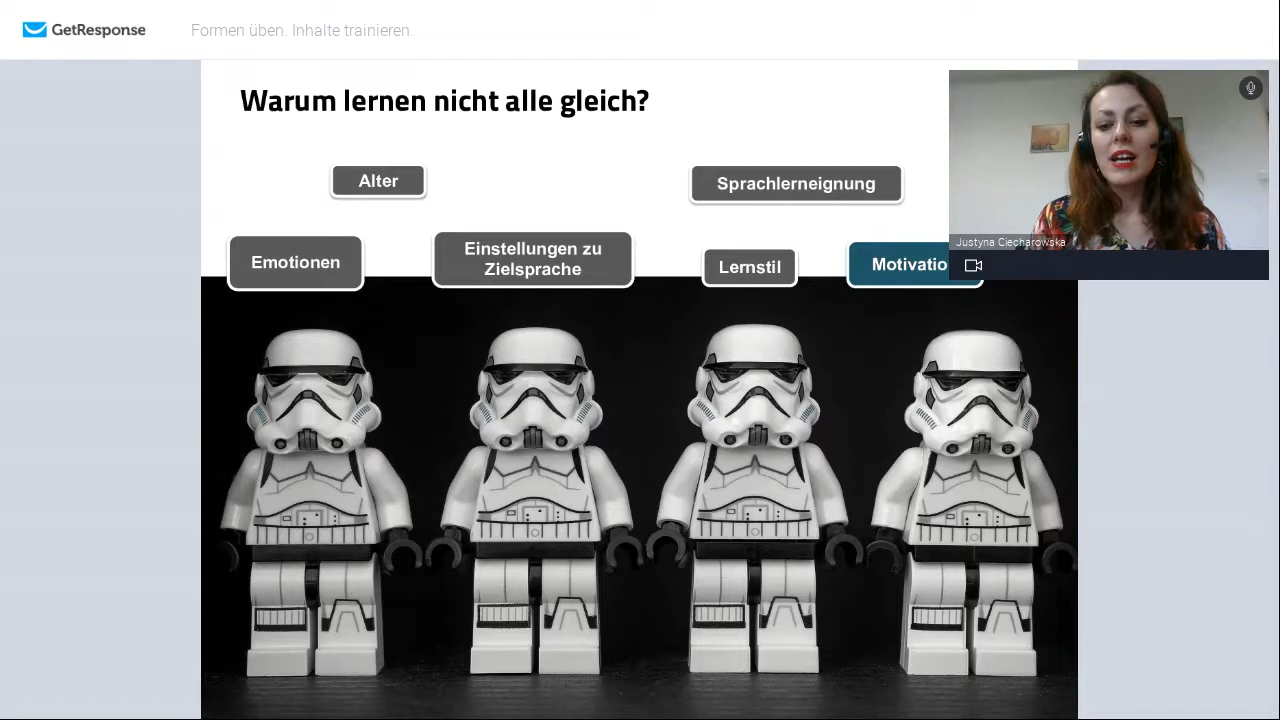 GetResponse
Formen üben. Inhalte trainieren.
Warum lernen nicht alle gleich?
Alter
Sprachlerneignung
Emotionen
Einstellungen zu
Zielsprache
Lernstil
Motivatio
Justyna Ciecharowska